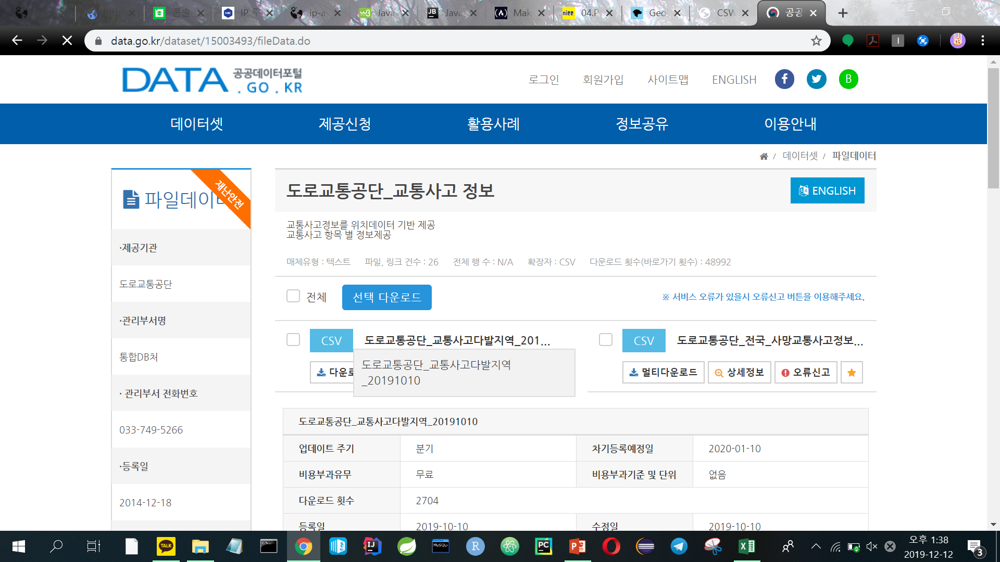 콘솔
IP 주
ip-a
Java
Java
Mak
04.P
Geo
CSV
공공
data.go.kr/dataset/15003493/fileData.do
DATA 공공데이터포털
. GO . KR
로그인 회원가입 사이트맵 ENGLISH f B
데이터셋 제공신청 활용사례 정보공유 이용안내
/ 데이터셋 / 파일데이터
파일데이터
재난안전
·제공기관
도로교통공단
·관리부서명
통합DB처
· 관리부서 전화번호
033-749-5266
·등록일
2014-12-18
도로교통공단_교통사고 정보
ENGLISH
교통사고정보를 위치데이터 기반 제공
교통사고 항목 별 정보제공
매체유형 : 텍스트 파일, 링크 건수 : 26 전체 행 수 : N/A 확장자 : CSV 다운로드 횟수(바로가기 횟수) : 48992
전체 선택 다운로드 ※ 서비스 오류가 있을시 오류신고 버튼을 이용해주세요.
CSV 도로교통공단_교통사고다발지역_201...
다운로
도로교통공단_교통사고다발지역
_20191010
CSV 도로교통공단_전국_사망교통사고정보...
멀티다운로드 상세정보 오류신고
도로교통공단_교통사고다발지역_20191010
업데이트 주기 분기 차기등록예정일 2020-01-10
비용부과유무 무료 비용부과기준 및 단위 없음
다운로드 횟수 2704
등록일 2019-10-10 수정일 2019-10-10
TALK
IJ
MySQL
R
PC
오후 1:38
2019-12-12
3